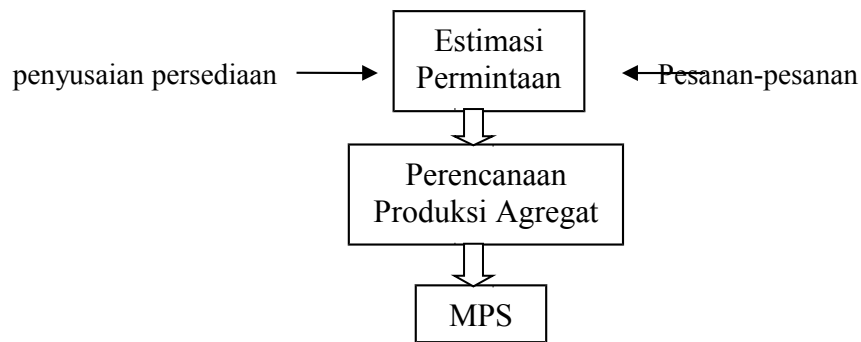 Estimasi
Permintaan
penyusaian persediaan
Pesanan-pesanan
Perencanaan
Produksi Agregat
MPS